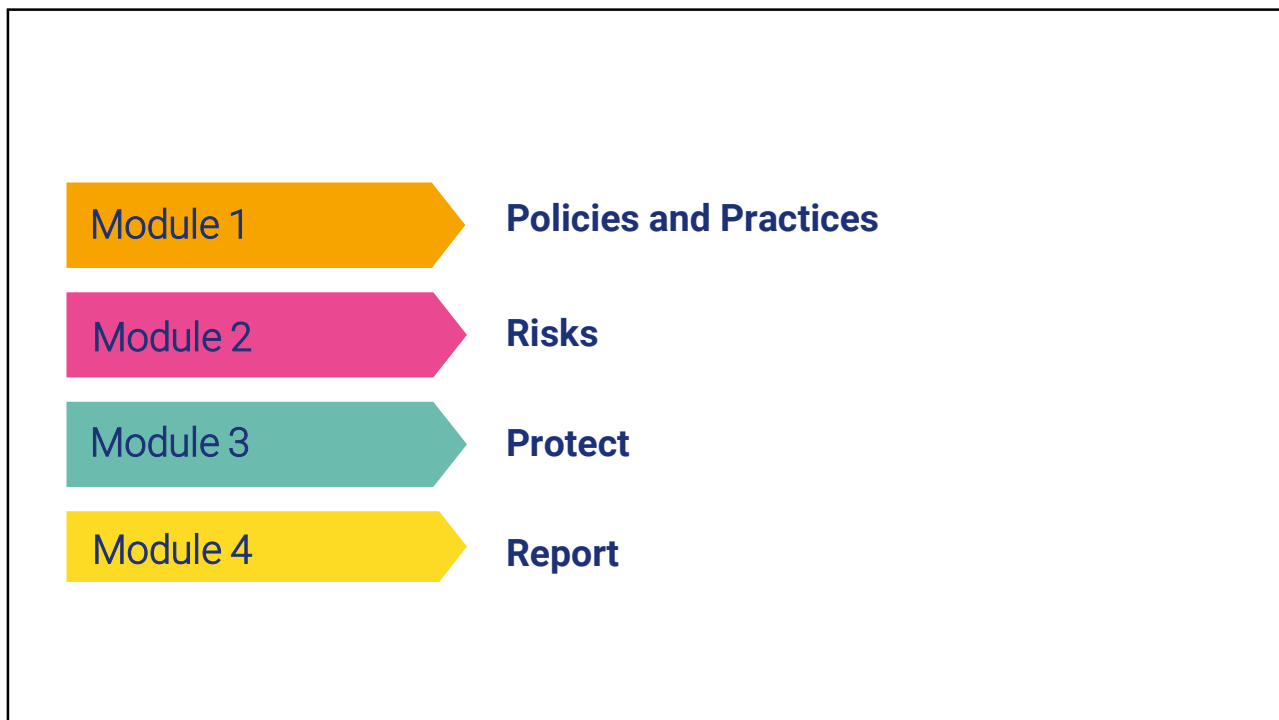 Module 1
Policies and Practices
Module 2
Risks
Module 3
Protect
Module 4
Report